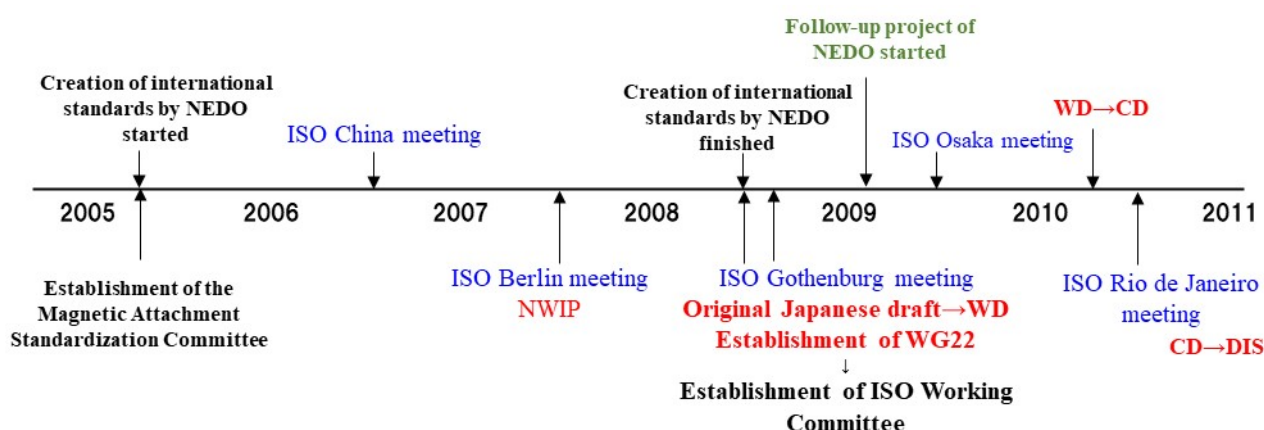 Follow-up project of
NEDO started
Creation of international
standards by NEDO
started
ISO China meeting
Creation of international
standards by NEDO
finished
ISO Osaka meeting
WD→CD
2005
2006
2007
2008
2009
2010
2011
Establishment of the
Magnetic Attachment
Standardization Committee
ISO Berlin meeting
NWIP
ISO Gothenburg meeting
Original Japanese draft→WD
Establishment of WG22
↓
Establishment of ISO Working
Committee
ISO Rio de Janeiro
meeting
CD→DIS